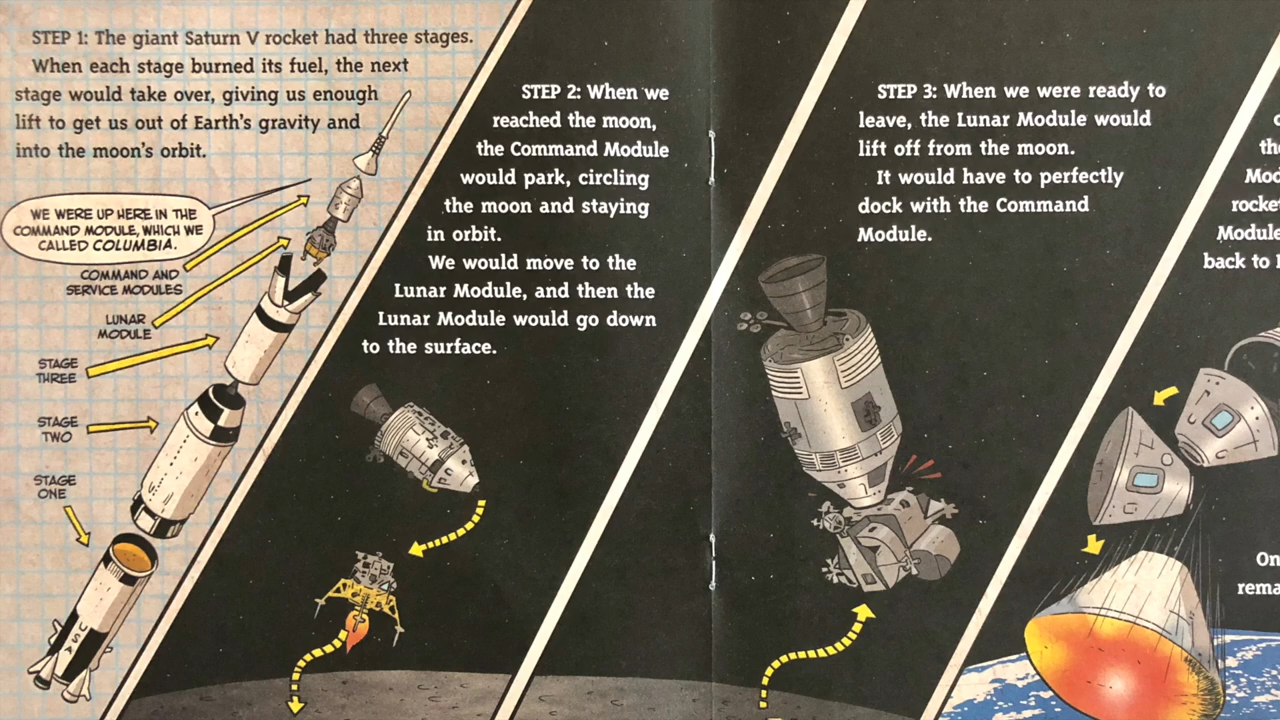 STEP 1: The giant Saturn V rocket had three stages.
When each stage burned its fuel, the next
stage would take over, giving us enough
lift to get us out of Earth's gravity and
into the moon's orbit.
WE WERE UP HERE IN THE
COMMAND MODULE, WHICH WE
CALLED COLUMBIA.
COMMAND AND
SERVICE MODULES
LUNAR
MODULE
STAGE
THREE
STAGE
TWO
STAGE
ONE
USA
STEP 2: When we
reached the moon,
the Command Module
would park, circling
the moon and staying
in orbit.
We would move to the
Lunar Module, and then the
Lunar Module would go down
to the surface.
STEP 3: When we were ready to
leave, the Lunar Module would
lift off from the moon.
It would have to perfectly
dock with the Command
Module.
Module
back to
On